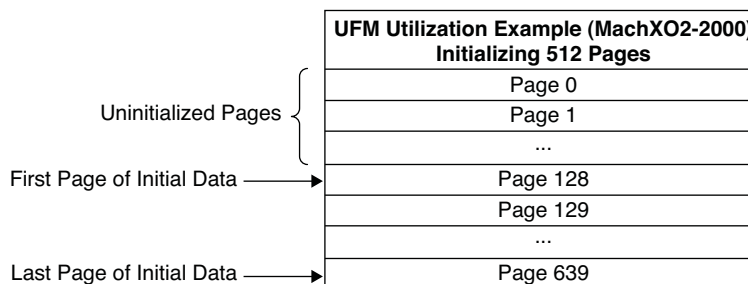 UFM Utilization Example (MachXO2-2000)
Initializing 512 Pages
Page 0
Uninitialized Pages
Page 1
...
First Page of Initial Data
Page 128
Page 129
...
Last Page of Initial Data
Page 639